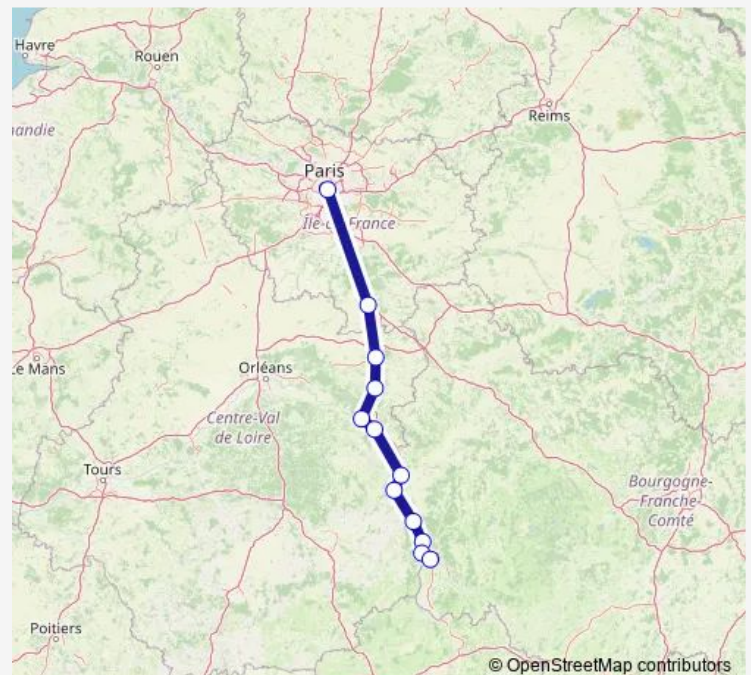 Havre
Rouen
Reims
mandie
Paris
Île-de-France
Le Mans
Orléans
Centre-Val
de Loire
Tours
Bourgogne-
Franche-
Comté
Poitiers
© OpenStreetMap contributors